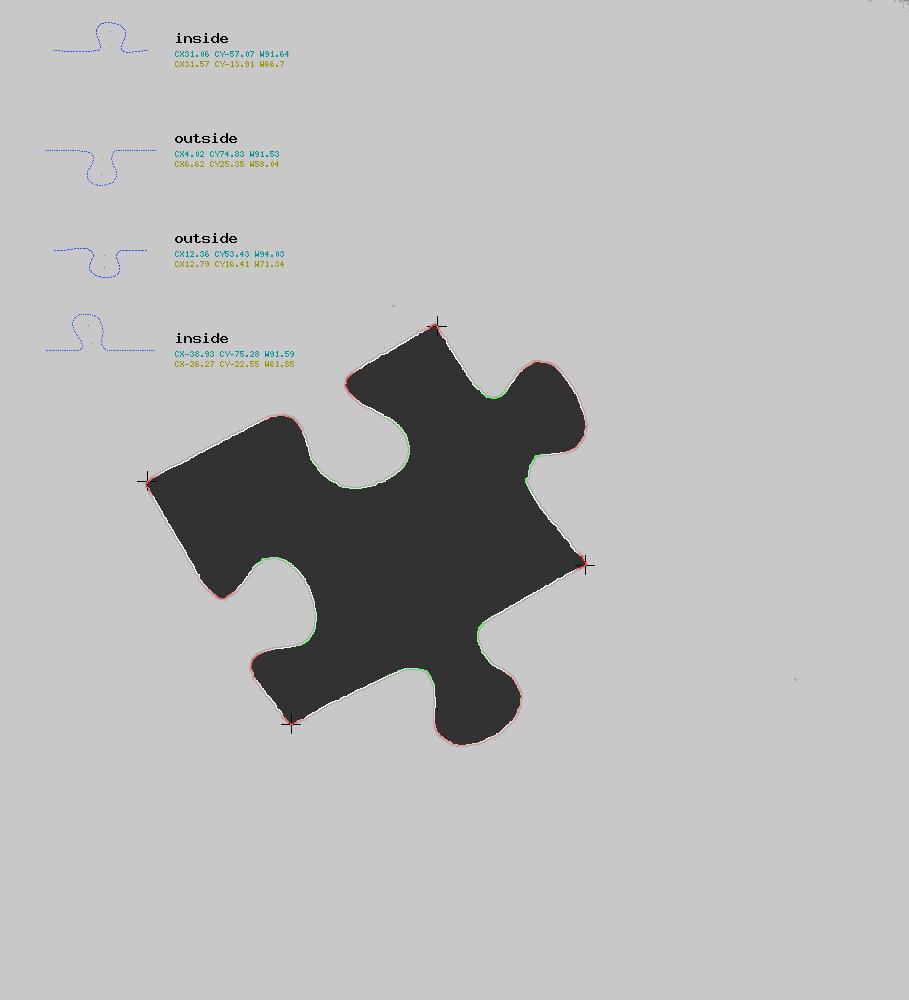 inside
CX31.06 CY-57.07 W91.64
CX31.57 CY-13.91 W66.7
outside
CX4.02 CY74.83 W91.53
CX6.62 CY25.35 W58.04
outside
CX12.36 CY53.43 W94.03
CX12.79 CY16.41 W71.34
inside
CX-38.93 CY-75.28 W91.59
CX-26.27 CY-22.55 W61.85